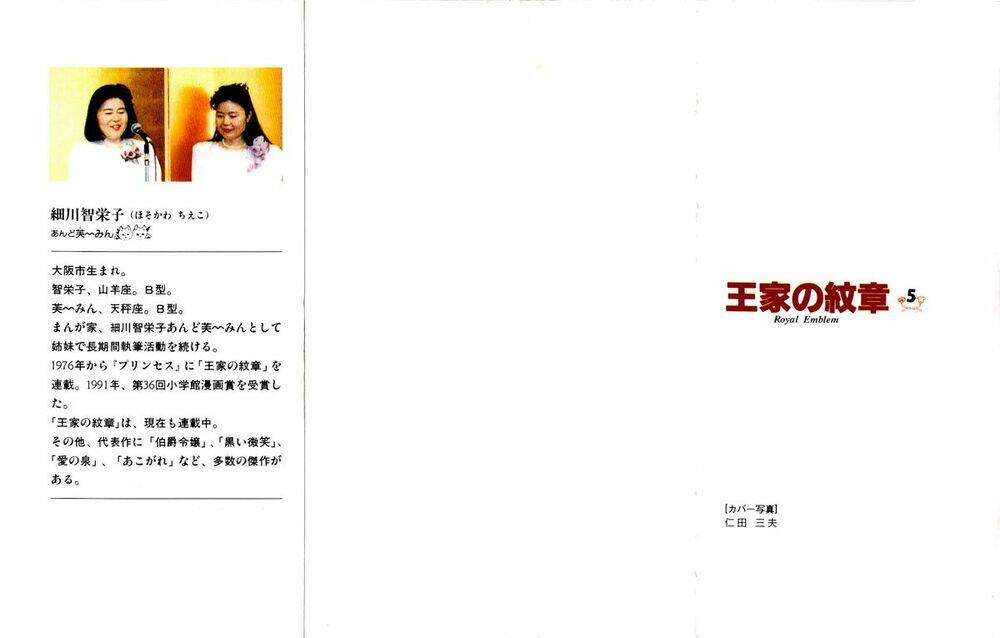 細川智栄子(ほそかわ ちえこ)
あんど芙〜みん
大阪市生まれ。
智栄子、山羊座。B型。
芙〜みん、天秤座。B型。
まんが家、細川智栄子あんど芙〜みんとして
姉妹で長期間執筆活動を続ける。
1976年から『プリンセス』に「王家の紋章」を
連載。1991年、第36回小学館漫画賞を受賞し
た。
「王家の紋章」は、現在も連載中。
その他、代表作に「伯爵令嬢」、「黒い微笑」、
「愛の泉」、「あこがれ」など、多数の傑作が
ある。
王家の紋章 5
Royal Emblem
[カバー写真]
仁田 三夫